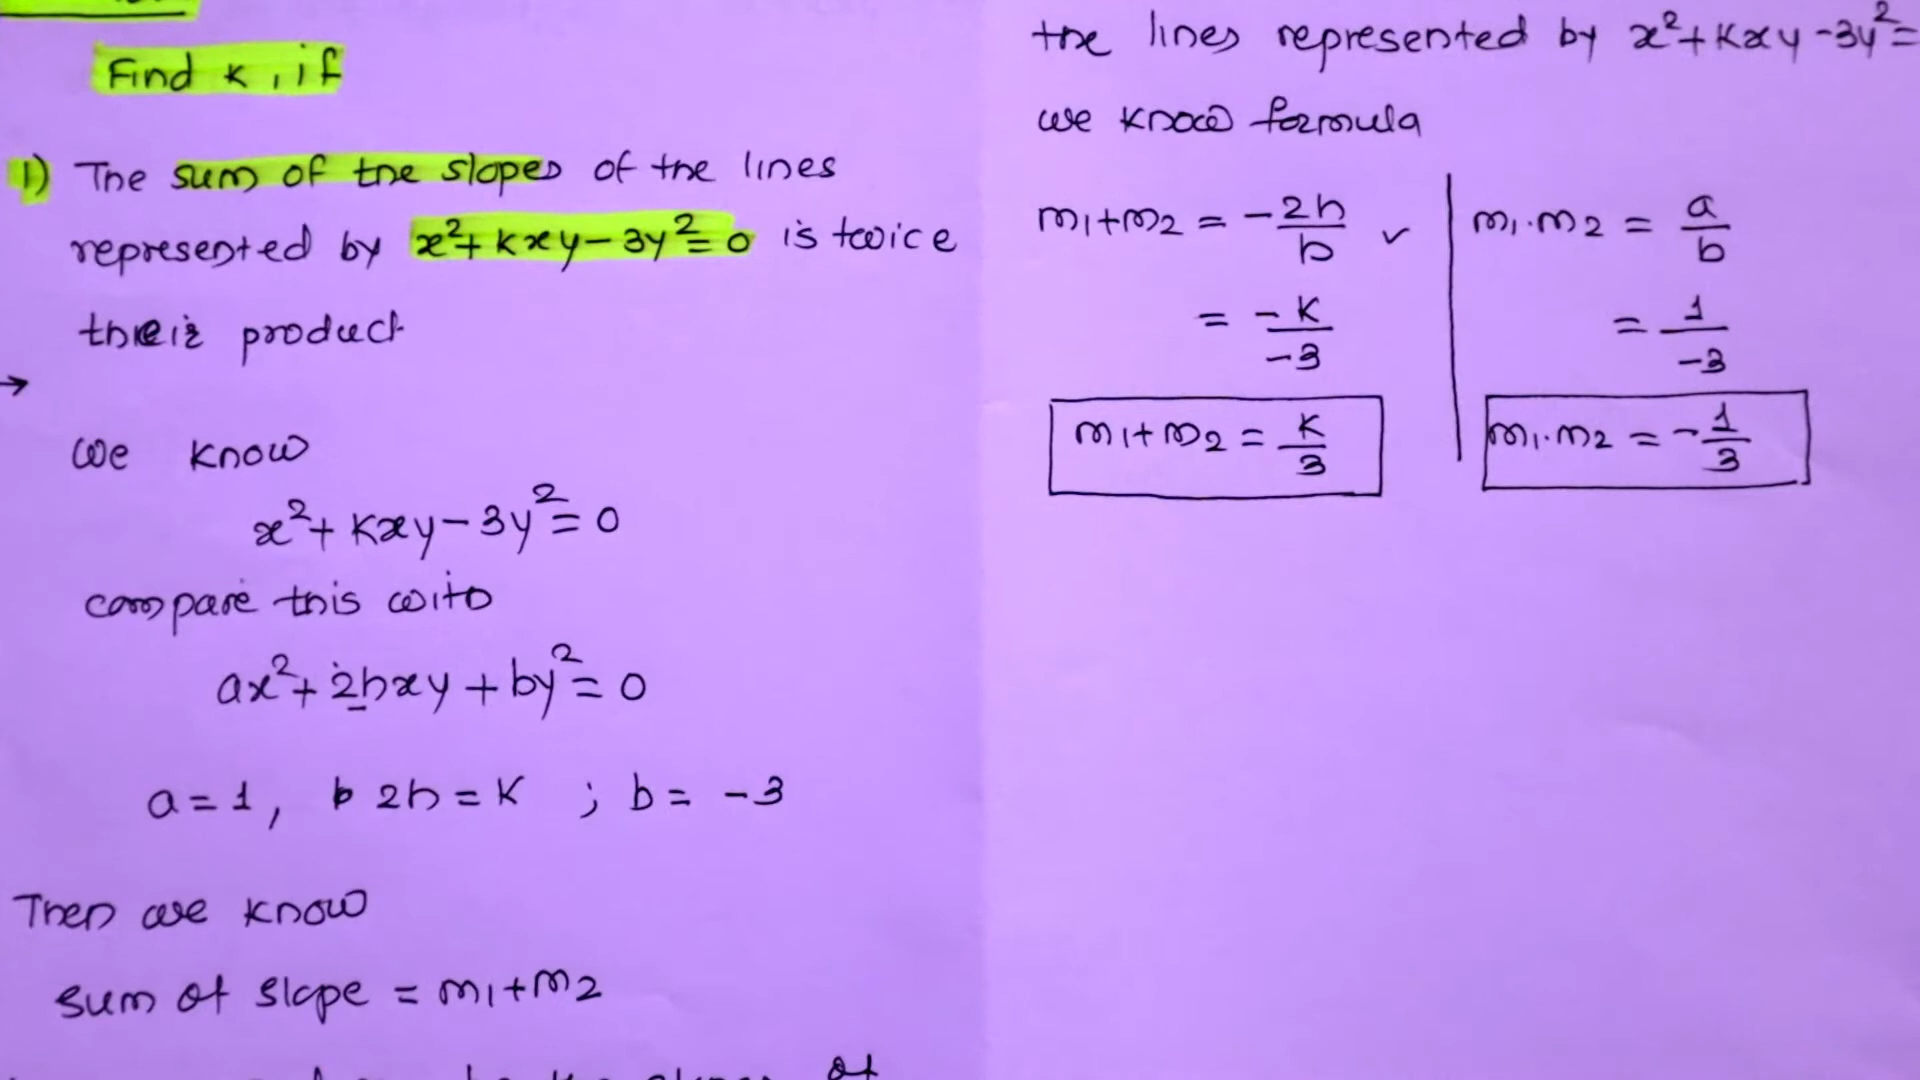 Find k, if
1) The sum of the slopes of the lines
represented by x²+kxy-3y²=0 is twice
their product
→
We know
x²+kxy-3y²=0
compare this with
ax²+2hxy+by²=0
a=1, b 2h=k ; b= -3
Then we know
sum of slope = m1+m2
of
the lines represented by x²+kxy-3y²=
we know formula
m1+m2 = -2h/b ✓
= -k/-3
m1+m2 = k/3
m1.m2 = a/b
= 1/-3
m1.m2 = -1/3